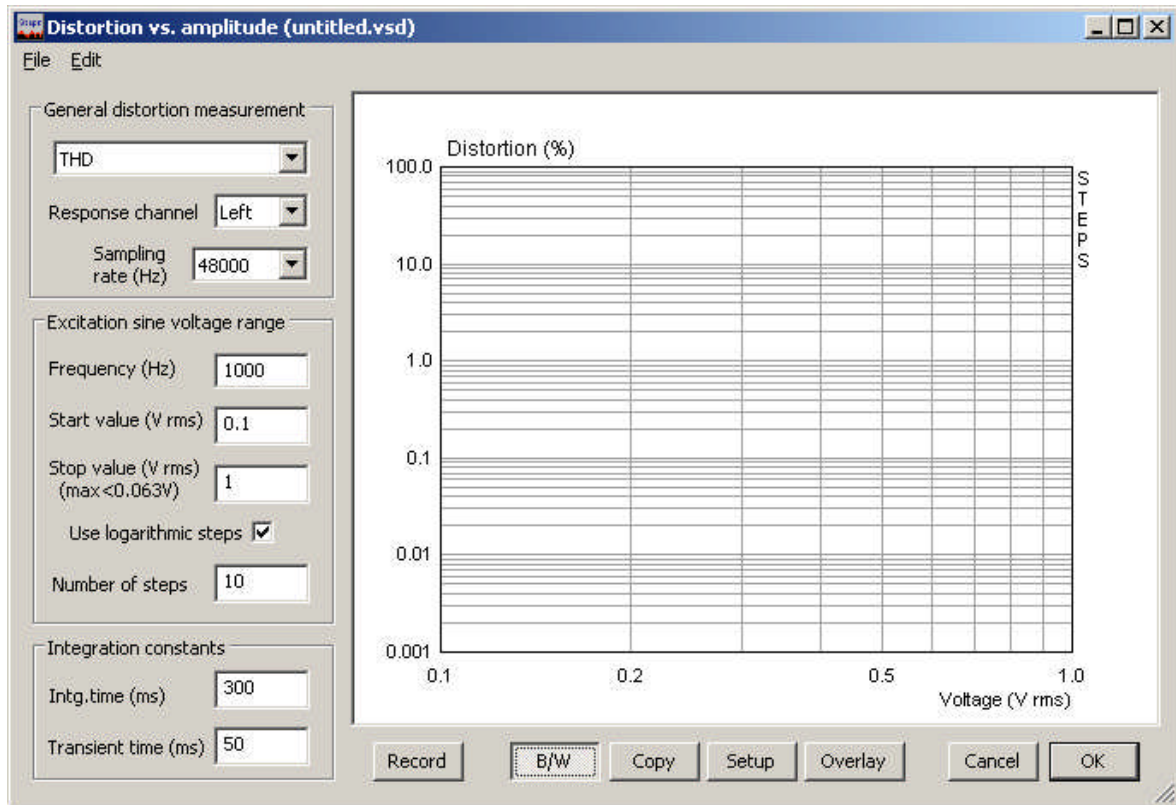 Distortion vs. amplitude (untitled.vsd)
File Edit
General distortion measurement
THD
Response channel Left
Sampling
rate (Hz) 48000
Excitation sine voltage range
Frequency (Hz) 1000
Start value (V rms) 0.1
Stop value (V rms)
(max<0.063V) 1
Use logarithmic steps
Number of steps 10
Integration constants
Intg.time (ms) 300
Transient time (ms) 50
Distortion (%)
100.0
10.0
1.0
0.1
0.01
0.001
0.1 0.2 0.5 1.0
Voltage (V rms)
S
T
E
P
S
Record B/W Copy Setup Overlay Cancel OK